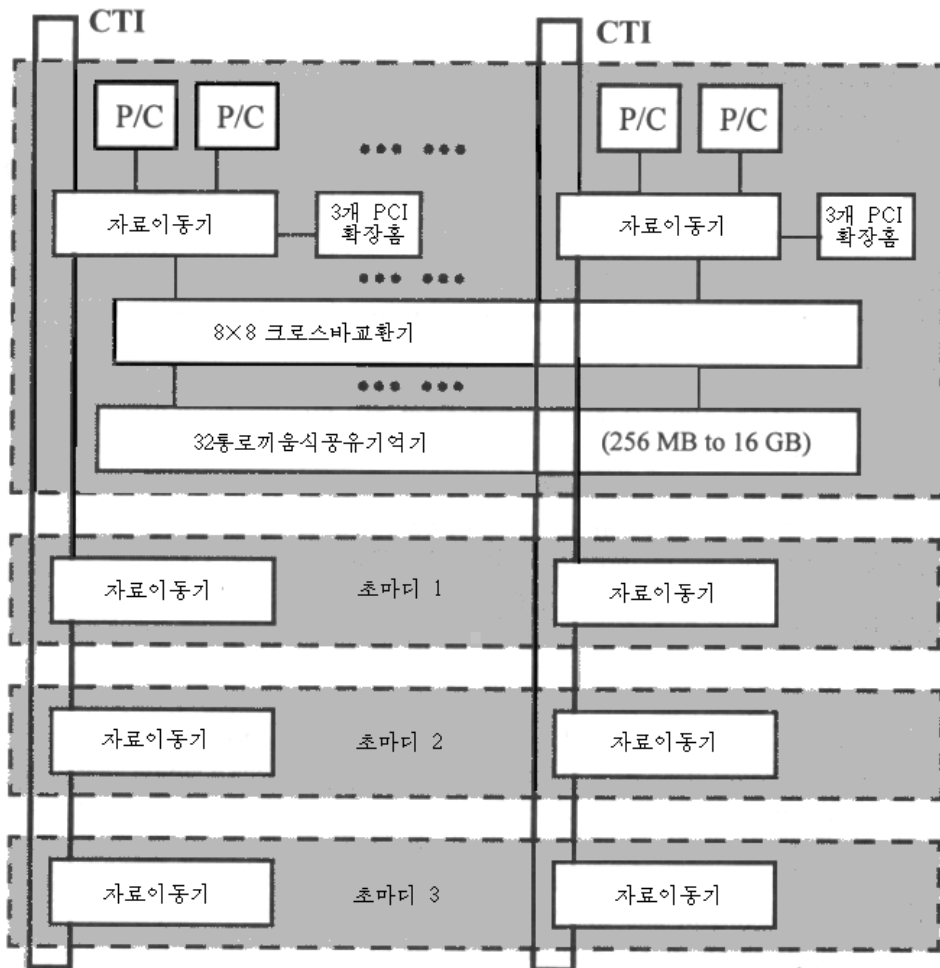 CTI
CTI
P/C
P/C
P/C
P/C
자료이동기
3개 PCI
확장홈
자료이동기
3개 PCI
확장홈
8×8 크로스바교환기
32통로끼움식공유기억기
(256 MB to 16 GB)
자료이동기
초마디 1
자료이동기
자료이동기
초마디 2
자료이동기
자료이동기
초마디 3
자료이동기